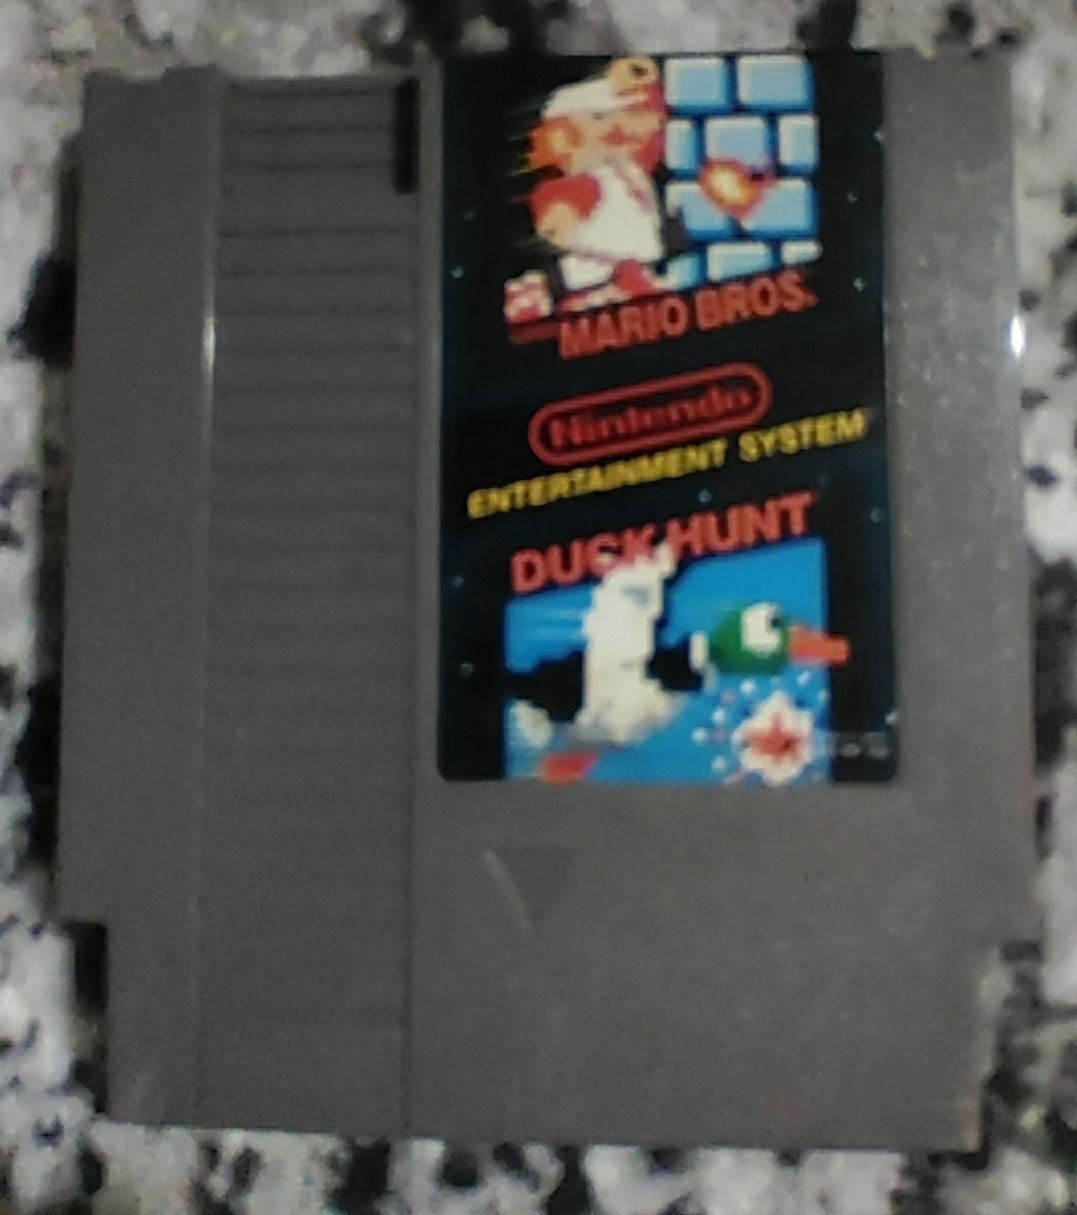 MARIO BROS.
Nintendo
ENTERTAINMENT SYSTEM
DUCK HUNT